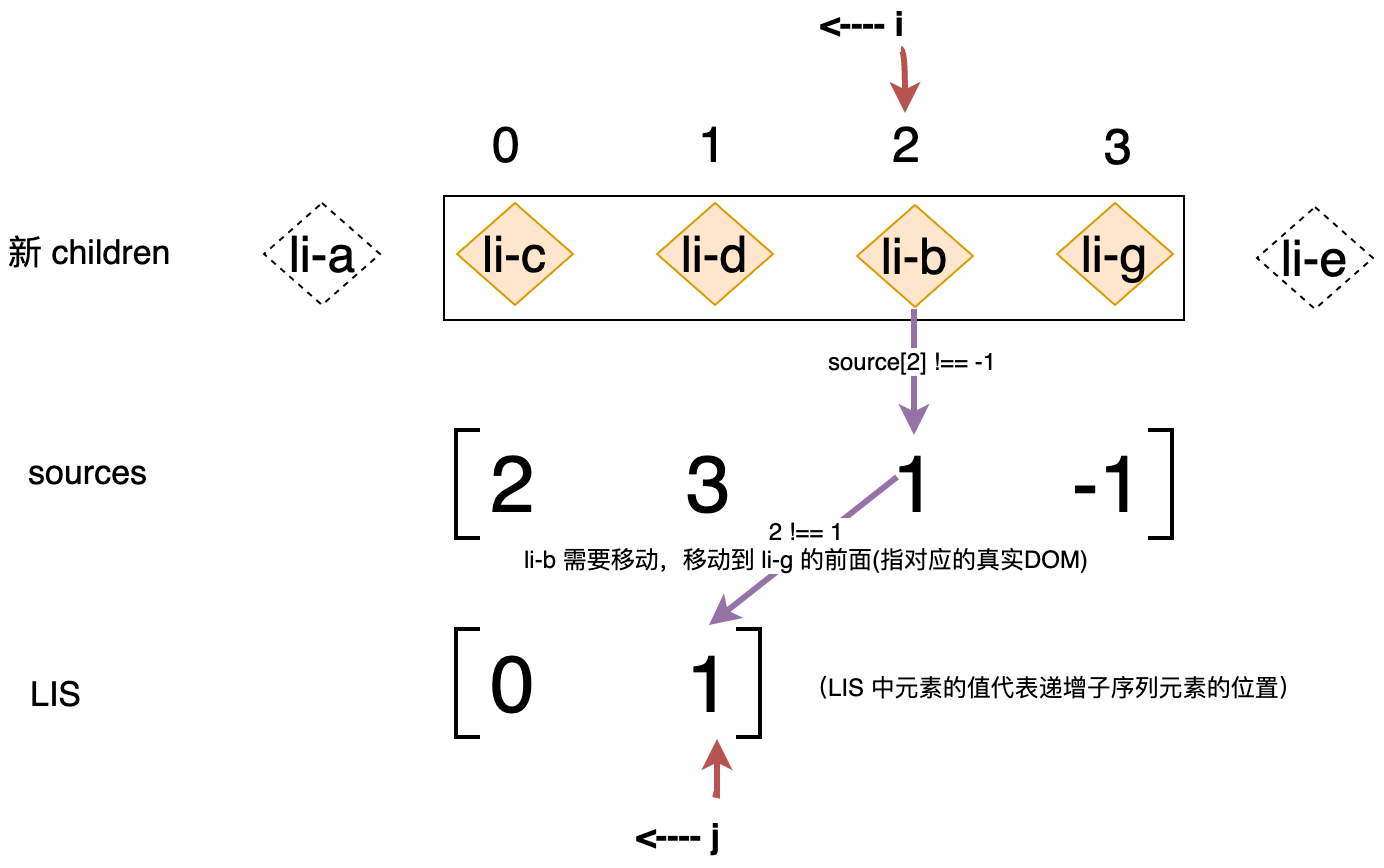 <---- i
0 1 2 3
新 children li-a li-c li-d li-b li-g li-e
source[2] !== -1
sources [ 2 3 1 -1 ]
2 !== 1
li-b 需要移动，移动到 li-g 的前面(指对应的真实DOM)
LIS [ 0 1 ] （LIS 中元素的值代表递增子序列元素的位置）
<---- j